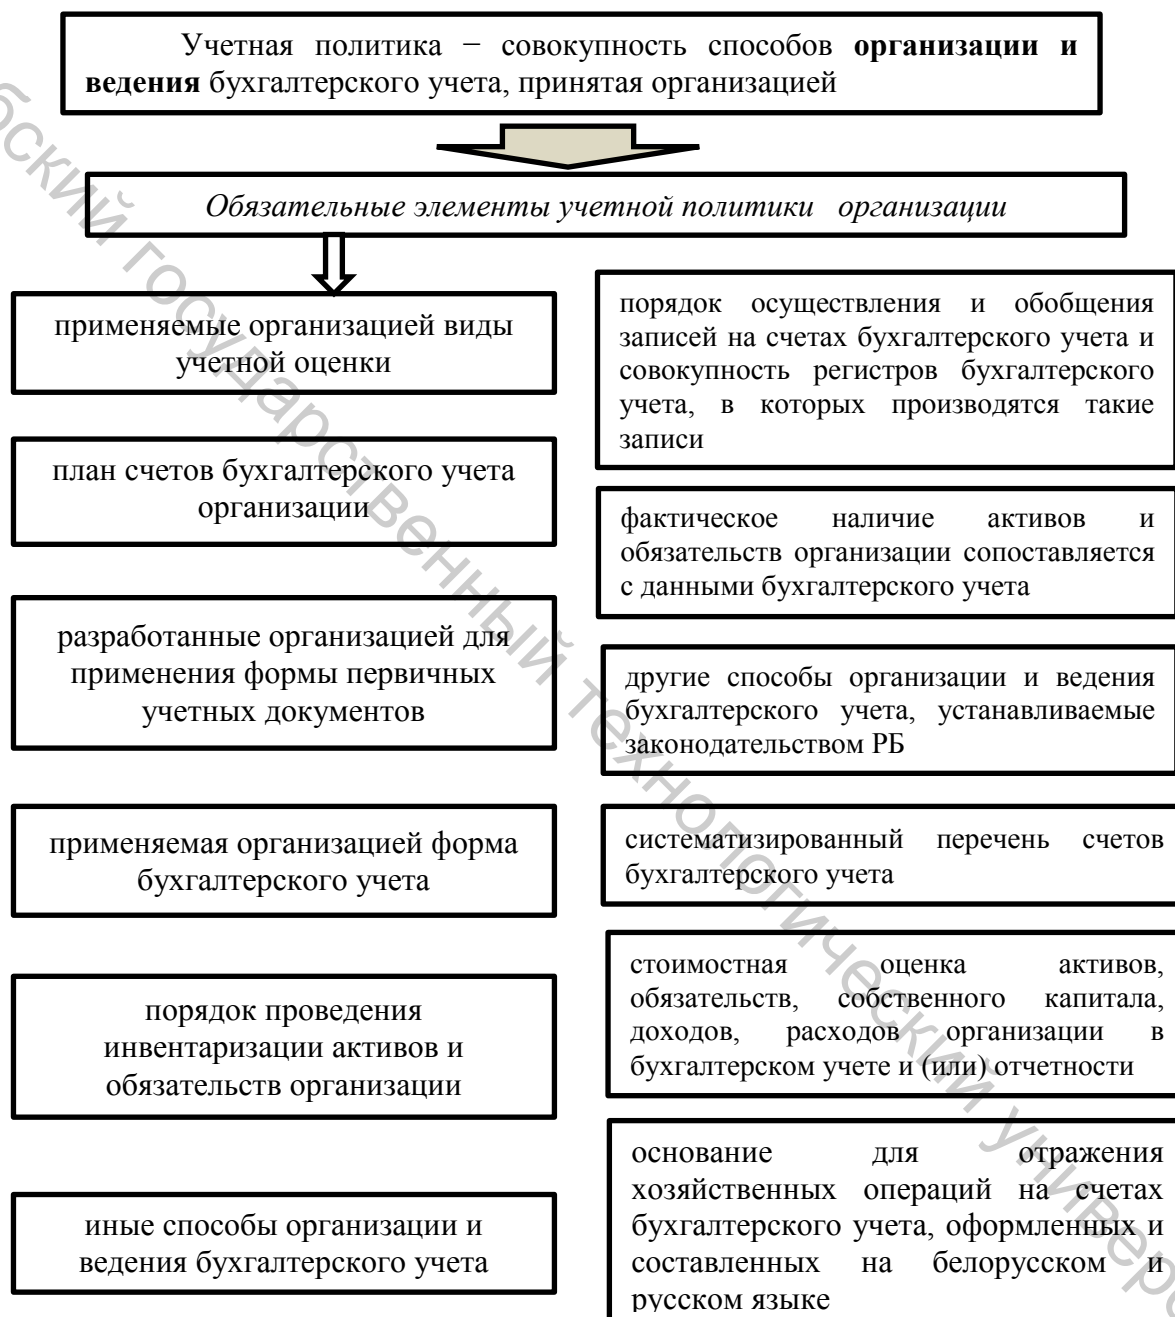 Учетная политика − совокупность способов организации и
ведения бухгалтерского учета, принятая организацией
Обязательные элементы учетной политики организации
применяемые организацией виды
учетной оценки
план счетов бухгалтерского учета
организации
разработанные организацией для
применения формы первичных
учетных документов
применяемая организацией форма
бухгалтерского учета
порядок проведения
инвентаризации активов и
обязательств организации
иные способы организации и
ведения бухгалтерского учета
порядок осуществления и обобщения
записей на счетах бухгалтерского учета и
совокупность регистров бухгалтерского
учета, в которых производятся такие
записи
фактическое наличие активов и
обязательств организации сопоставляется
с данными бухгалтерского учета
другие способы организации и ведения
бухгалтерского учета, устанавливаемые
законодательством РБ
систематизированный перечень счетов
бухгалтерского учета
стоимостная оценка активов,
обязательств, собственного капитала,
доходов, расходов организации в
бухгалтерском учете и (или) отчетности
основание для отражения
хозяйственных операций на счетах
бухгалтерского учета, оформленных и
составленных на белорусском и
русском языке
государственный технологический